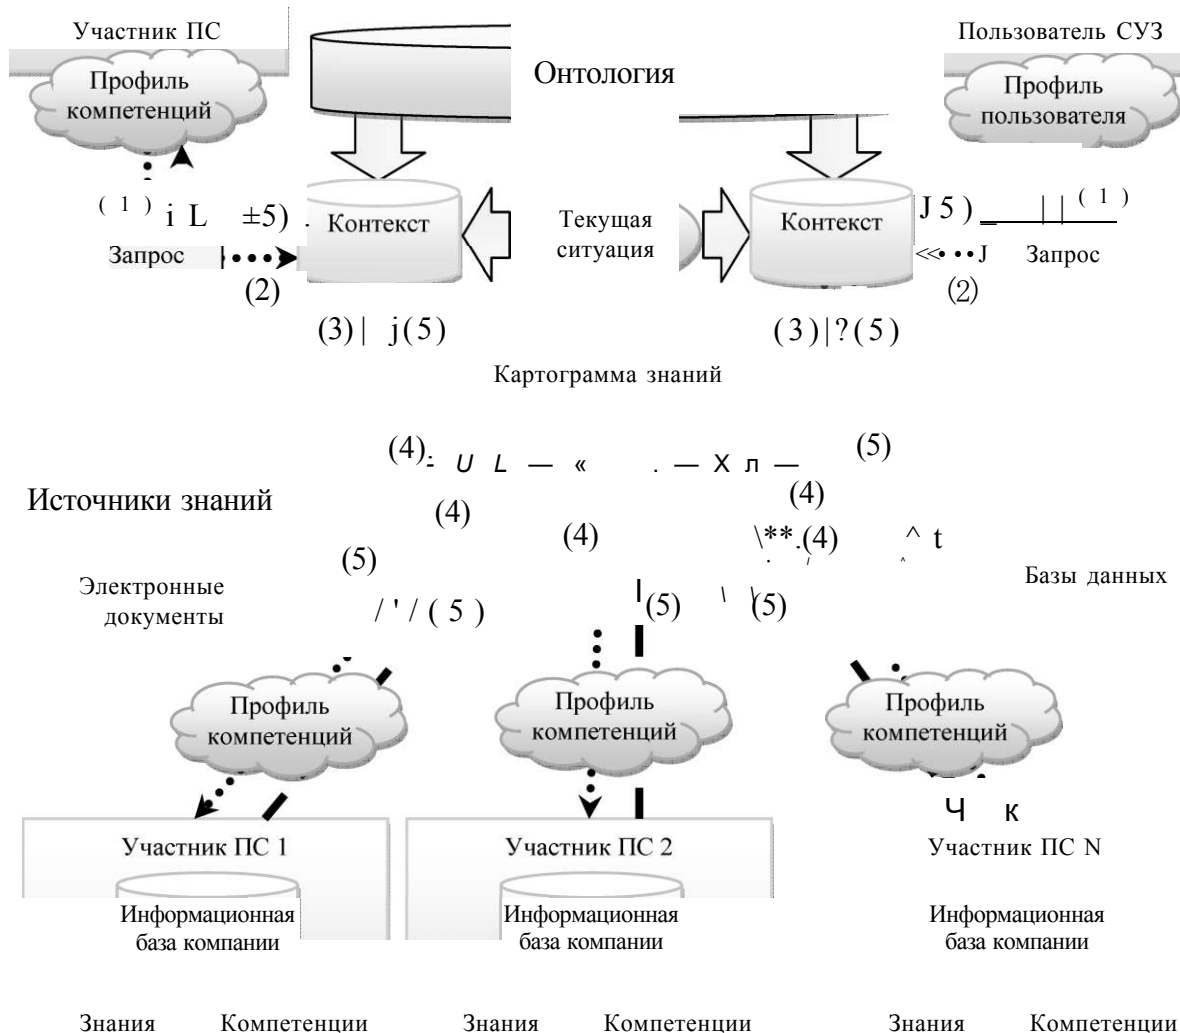 Участник ПС
Пользователь СУЗ
Онтология
Профиль
компетенций
Профиль
пользователя
(1)
i L ±5) .
Контекст
Текущая
ситуация
Контекст
J 5 ) _ | | (1)
Запрос
(2)
<<• • • J
Запрос
(2)
(3)| j(5)
(3)|?(5)
Картограмма знаний
(4)
- U L — « . — Х л —
(5)
Источники знаний
(4)
(4)
(4)
\**.(4)
^ t
(5)
Электронные
документы
Базы данных
/ ' / ( 5 )
(5)
(5)
Профиль
компетенций
Профиль
компетенций
Профиль
компетенций
Ч к
Участник ПС 1
Участник ПС 2
Участник ПС N
Информационная
база компании
Информационная
база компании
Информационная
база компании
Знания Компетенции
Знания Компетенции
Знания Компетенции